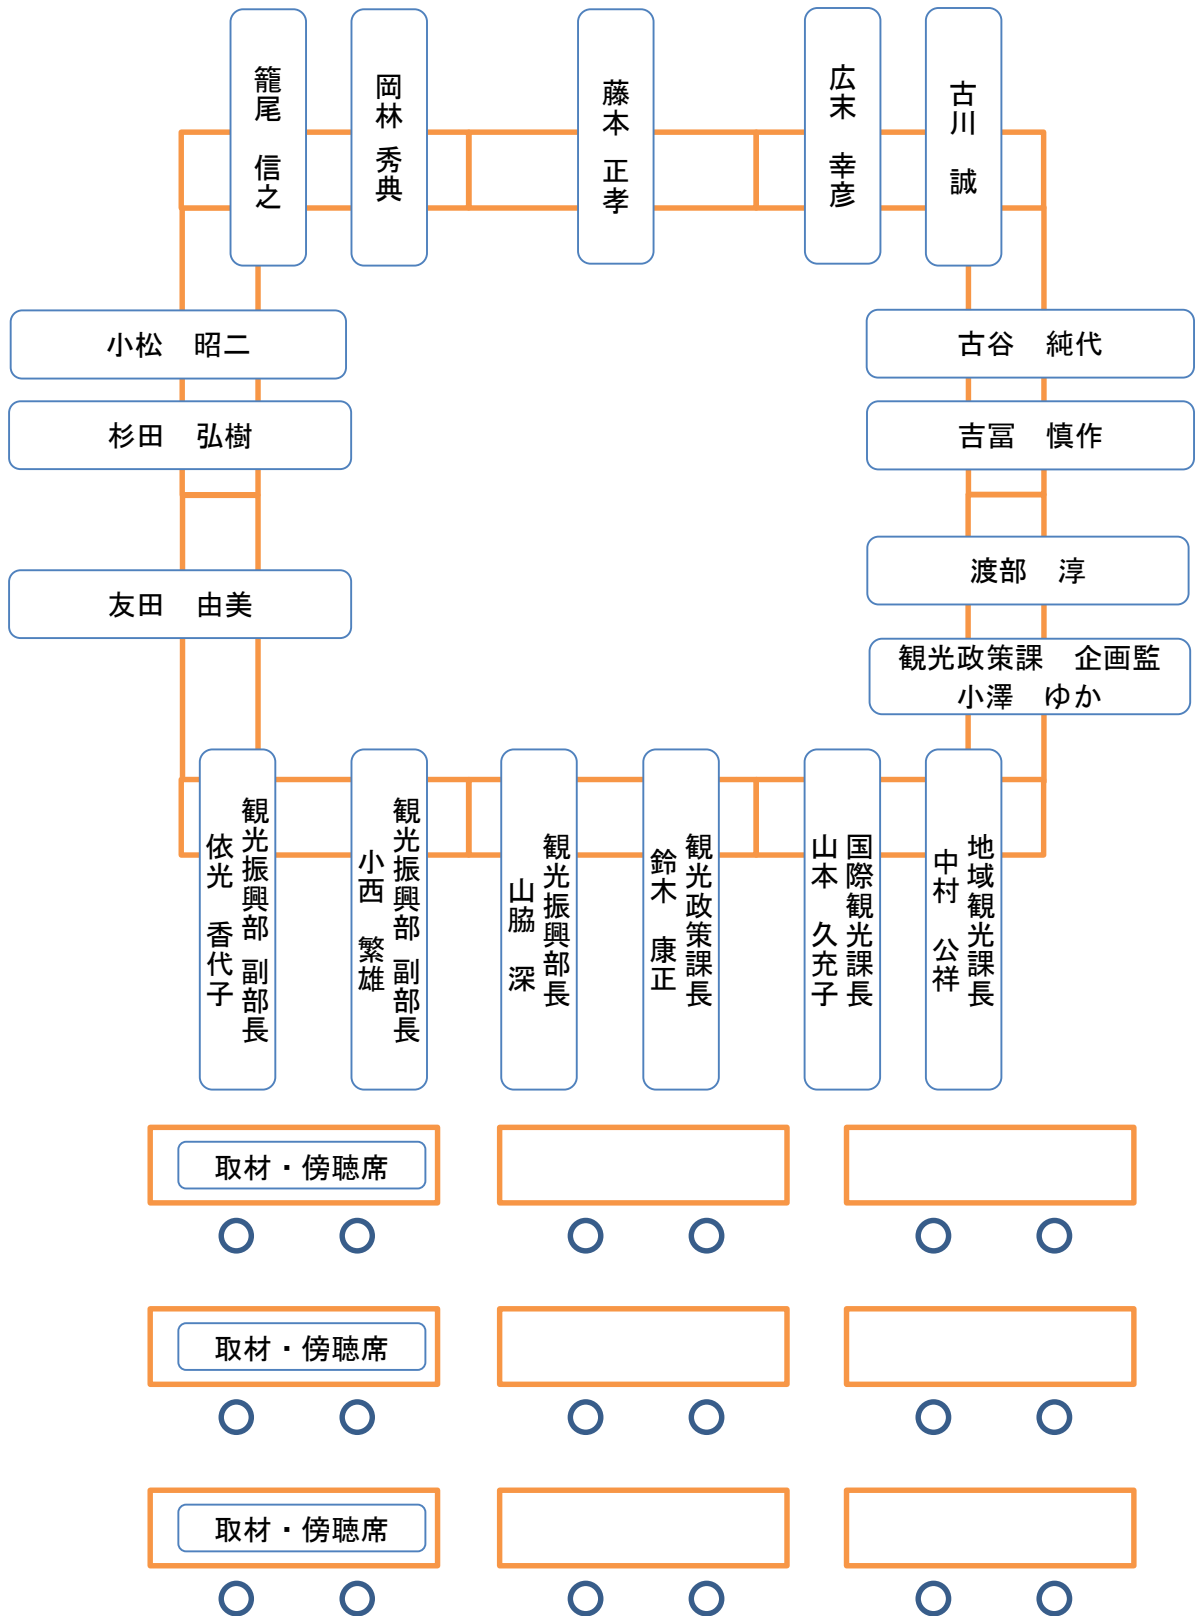 籠尾　信之
岡林 秀典
藤本 正孝
広末　幸彦
古川　誠
小松　昭二
古谷　純代
杉田　弘樹
吉冨　慎作
渡部　淳
友田　由美
観光政策課　企画監
小澤　ゆか
観光振興部 副部長
依光　香代子
観光振興部 副部長
小西　繁雄
観光振興部長
山脇　深
観光政策課長
鈴木　康正
国際観光課長
山本　久充子
地域観光課長
中村　公祥
取材・傍聴席
取材・傍聴席
取材・傍聴席